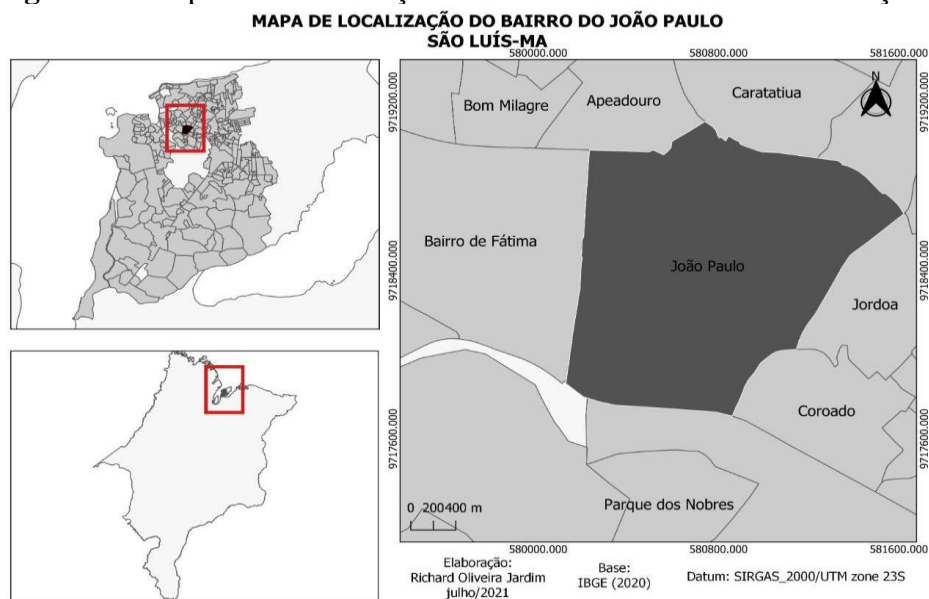 MAPA DE LOCALIZAÇÃO DO BAIRRO DO JOÃO PAULO
SÃO LUÍS-MA
580000.000 580800.000 581600.000
9719200.000 9719200.000
N
Bom Milagre
Apeadouro
Caratatiua
Bairro de Fátima
João Paulo
9718400.000 9718400.000
Jordoa
Coroado
9717600.000 9717600.000
Parque dos Nobres
0 200400 m
580000.000 580800.000 581600.000
Elaboração:
Richard Oliveira Jardim
julho/2021
Base:
IBGE (2020)
Datum: SIRGAS_2000/UTM zone 23S